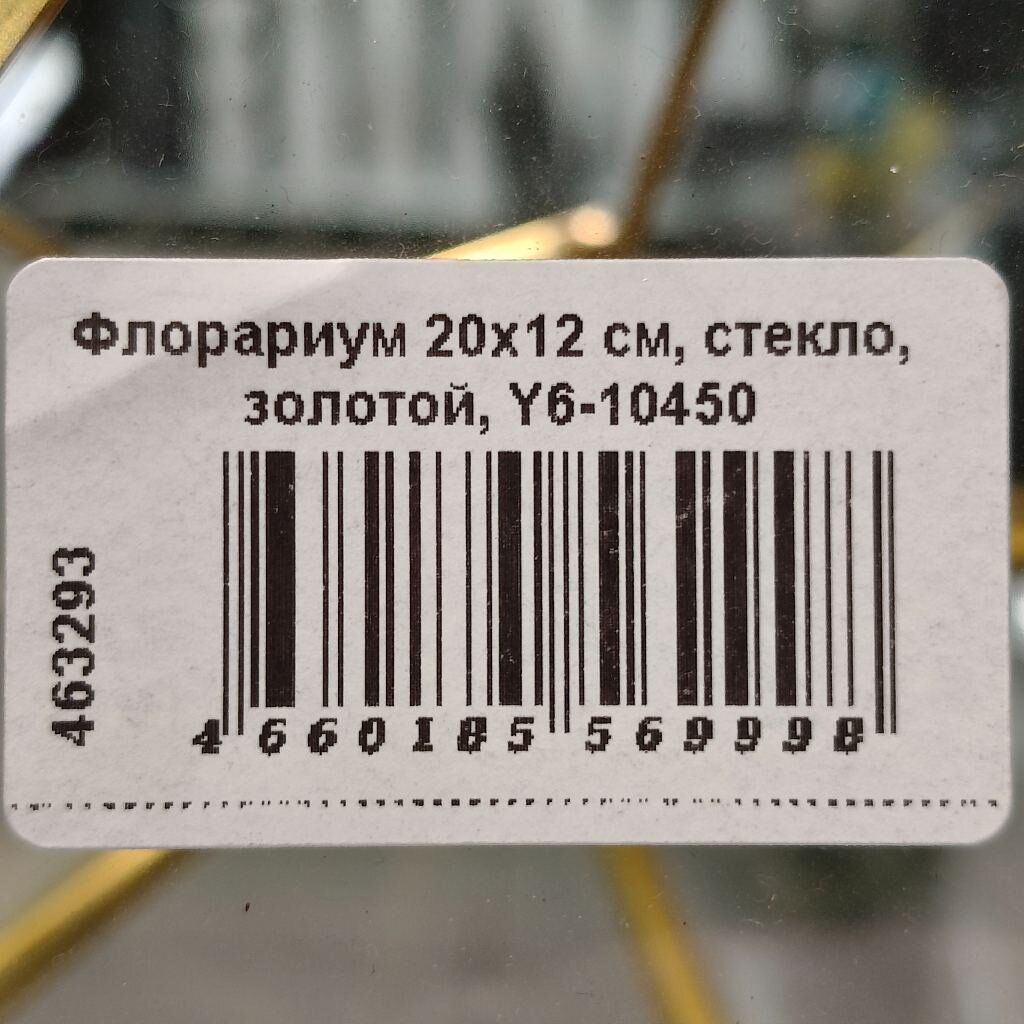 Флорариум 20x12 см, стекло,
золотой, Y6-10450
463293
4 660185 569998